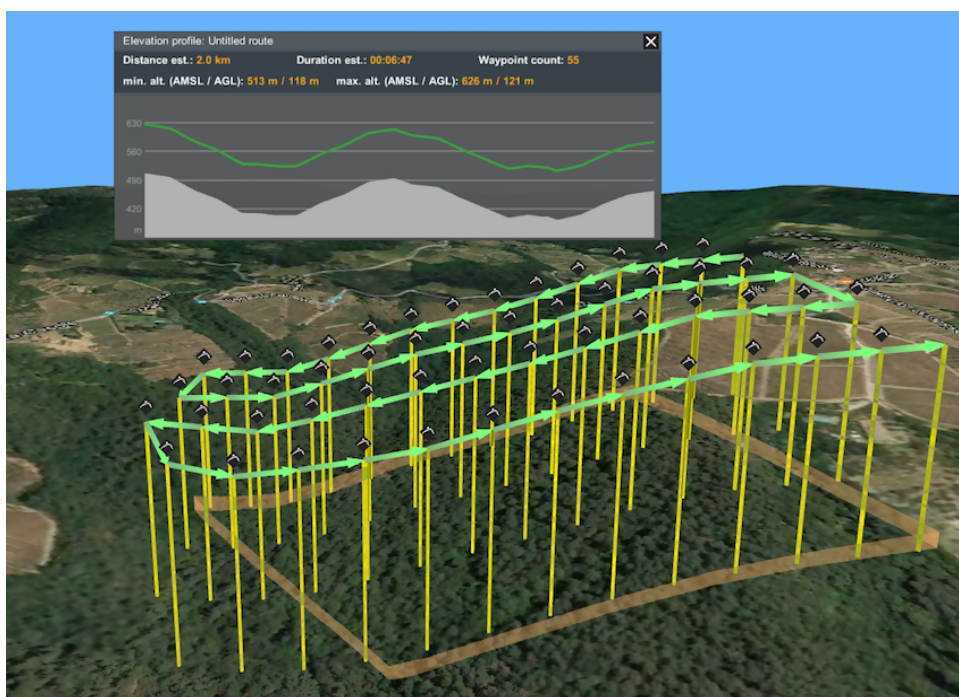 Elevation profile: Untitled route
Distance est.: 2.0 km Duration est.: 00:06:47 Waypoint count: 55
min. alt. (AMSL / AGL): 513 m / 118 m max. alt. (AMSL / AGL): 626 m / 121 m
630
560
490
420
m